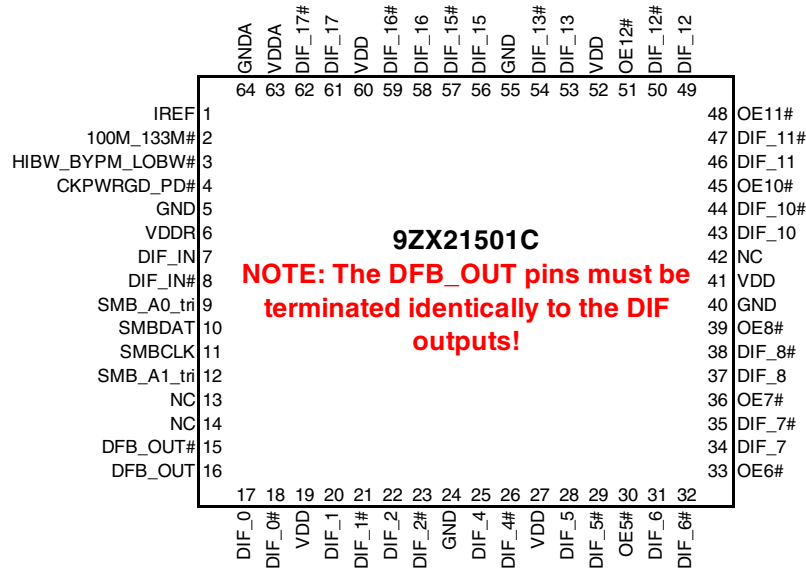 GNDA VDDA DIF_17# DIF_17 VDD DIF_16# DIF_16 DIF_15# DIF_15 GND DIF_13# DIF_13 VDD OE12# DIF_12# DIF_12
64 63 62 61 60 59 58 57 56 55 54 53 52 51 50 49
IREF 1
100M_133M# 2
HIBW_BYPM_LOBW# 3
CKPWRGD_PD# 4
GND 5
VDDR 6
DIF_IN 7
DIF_IN# 8
SMB_A0_tri 9
SMBDAT 10
SMBCLK 11
SMB_A1_tri 12
NC 13
NC 14
DFB_OUT# 15
DFB_OUT 16
9ZX21501C
NOTE: The DFB_OUT pins must be
terminated identically to the DIF
outputs!
48 OE11#
47 DIF_11#
46 DIF_11
45 OE10#
44 DIF_10#
43 DIF_10
42 NC
41 VDD
40 GND
39 OE8#
38 DIF_8#
37 DIF_8
36 OE7#
35 DIF_7#
34 DIF_7
33 OE6#
17 18 19 20 21 22 23 24 25 26 27 28 29 30 31 32
DIF_0 DIF_0# VDD DIF_1 DIF_1# DIF_2 DIF_2# GND DIF_4 DIF_4# VDD DIF_5 DIF_5# OE5# DIF_6 DIF_6#